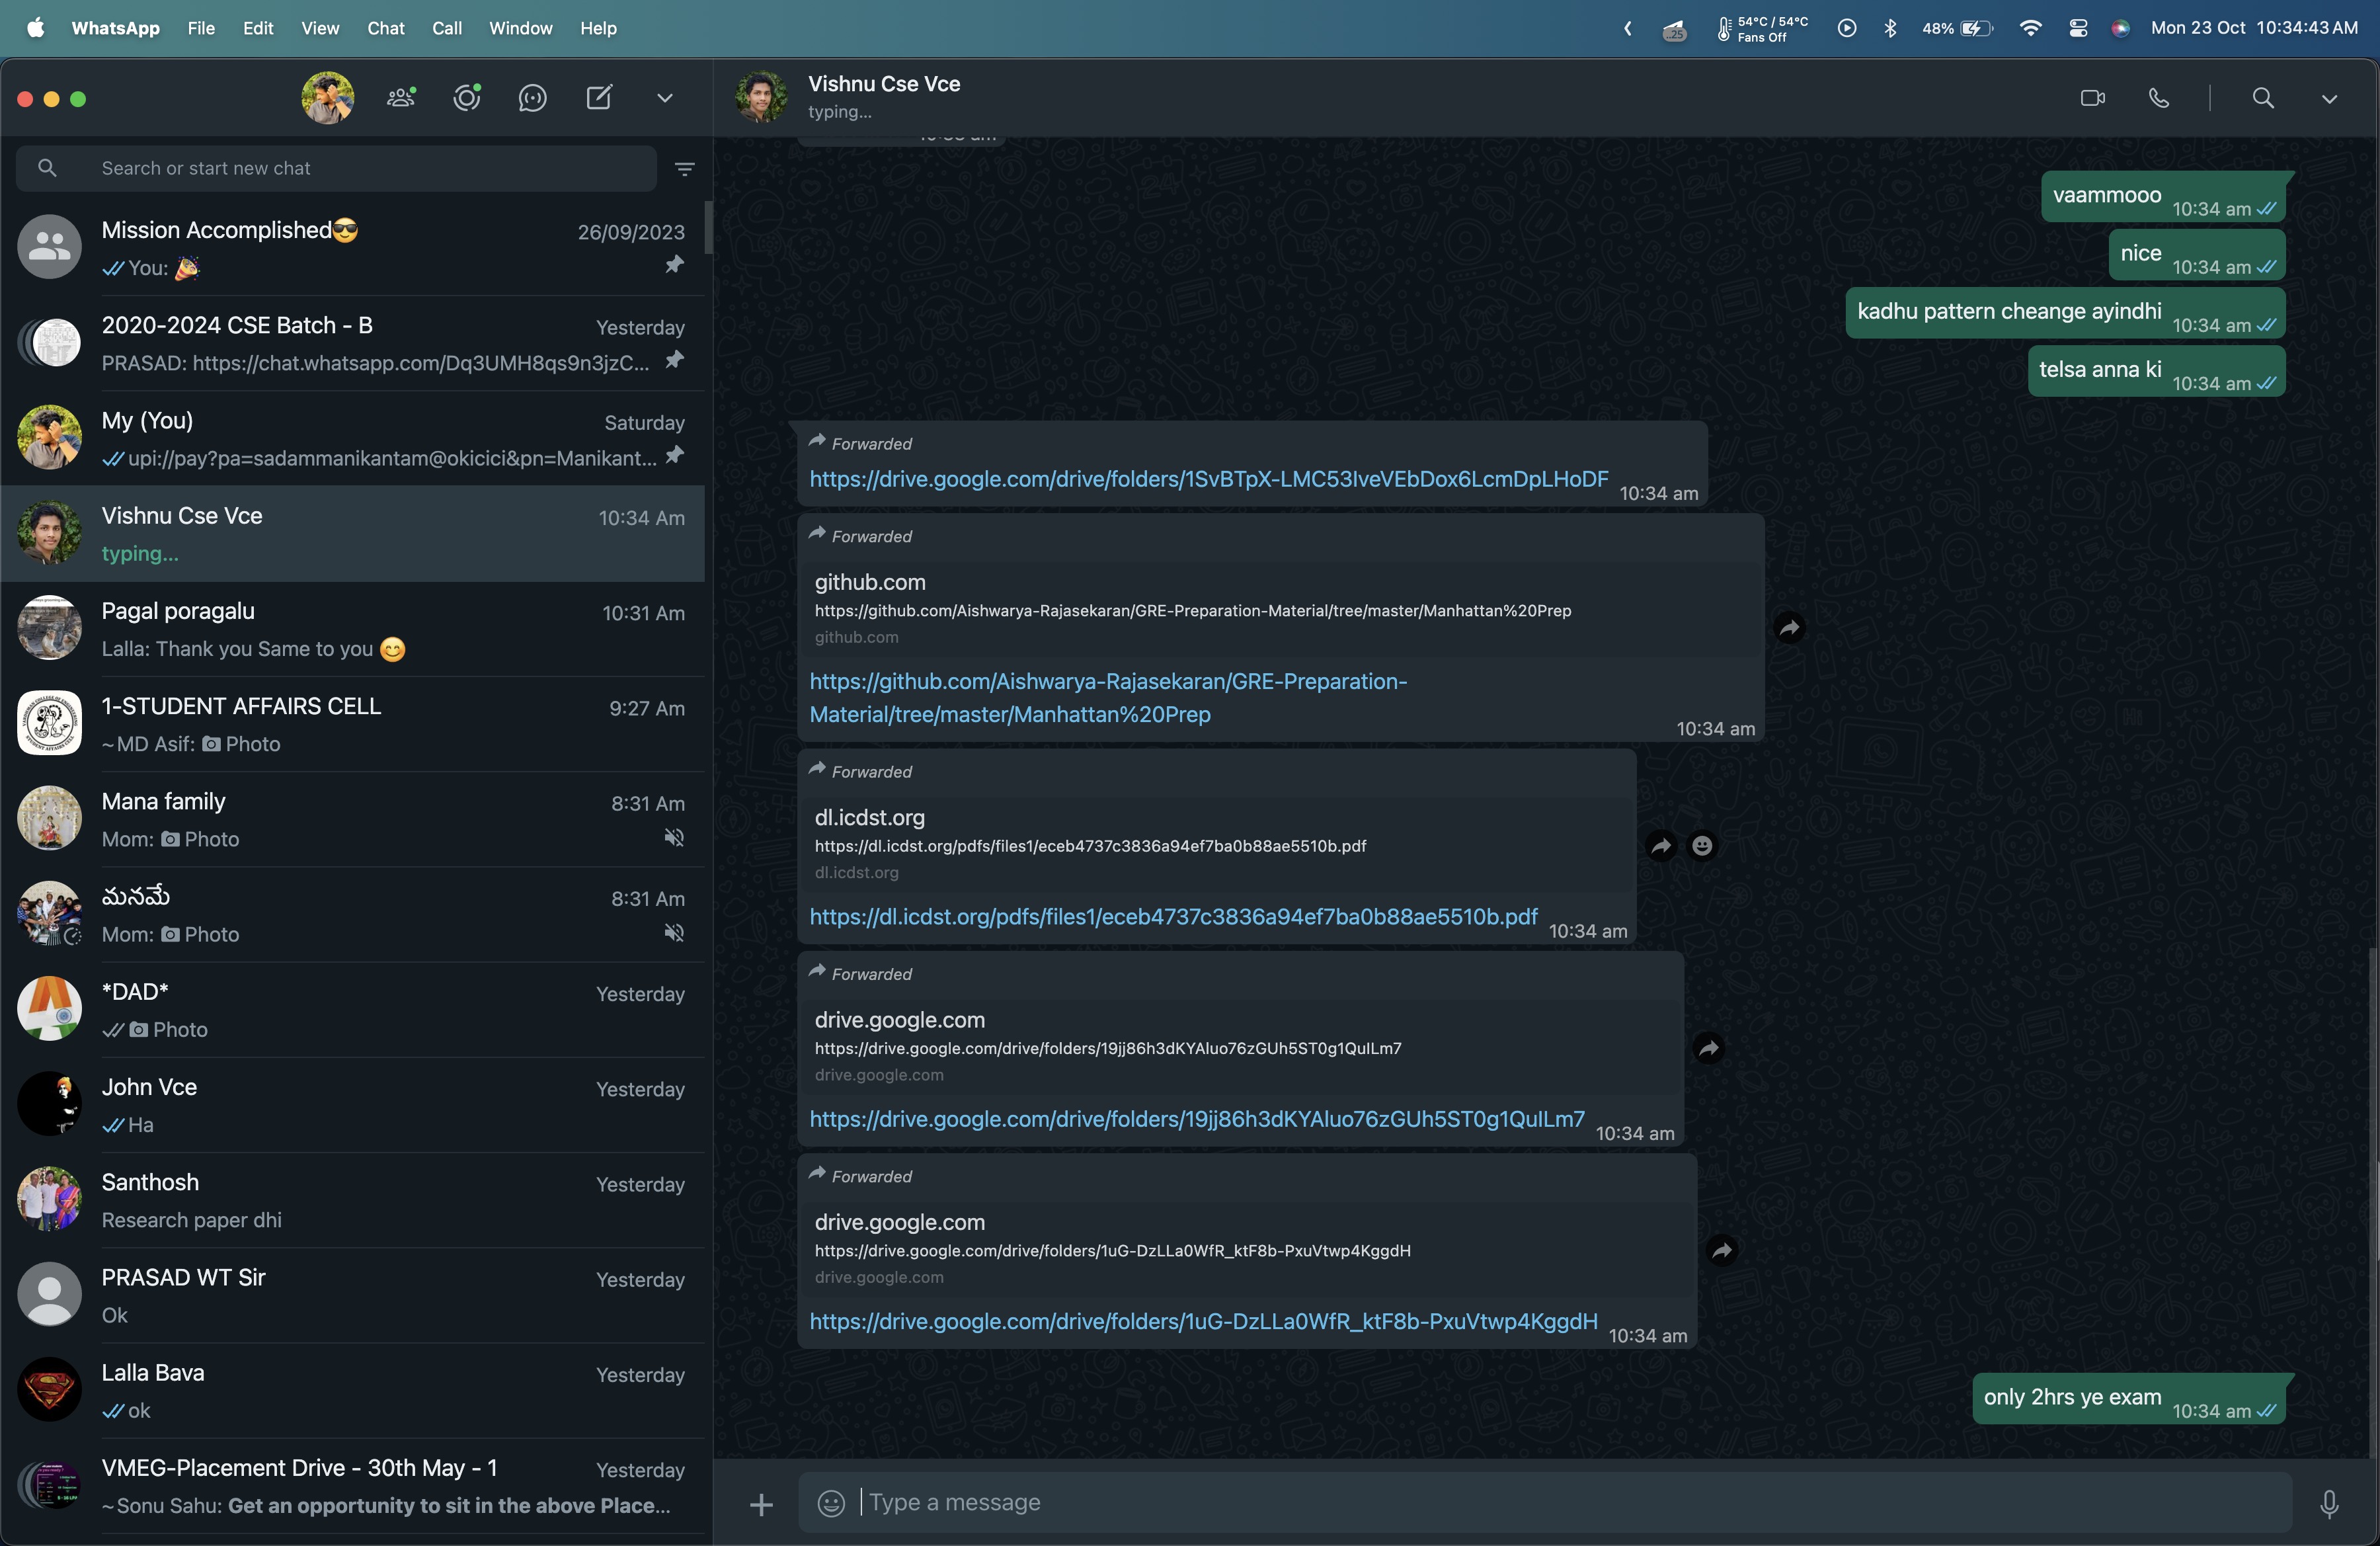 WhatsApp File Edit View Chat Call Window Help
..25
54°C / 54°C
Fans Off
48%
Mon 23 Oct 10:34:43 AM
Search or start new chat
Mission Accomplished😎 26/09/2023
You: 🎉
2020-2024 CSE Batch - B Yesterday
PRASAD: https://chat.whatsapp.com/Dq3UMH8qs9n3jzC...
My (You) Saturday
upi://pay?pa=sadammanikantam@okicici&pn=Manikant...
Vishnu Cse Vce 10:34 Am
typing...
Pagal poragalu 10:31 Am
Lalla: Thank you Same to you 😊
1-STUDENT AFFAIRS CELL 9:27 Am
~MD Asif: Photo
Mana family 8:31 Am
Mom: Photo
మనమే 8:31 Am
Mom: Photo
*DAD* Yesterday
Photo
John Vce Yesterday
Ha
Santhosh Yesterday
Research paper dhi
PRASAD WT Sir Yesterday
Ok
Lalla Bava Yesterday
ok
VMEG-Placement Drive - 30th May - 1 Yesterday
~Sonu Sahu: Get an opportunity to sit in the above Place...
Vishnu Cse Vce
typing...
vaammooo 10:34 am
nice 10:34 am
kadhu pattern cheange ayindhi 10:34 am
telsa anna ki 10:34 am
Forwarded
https://drive.google.com/drive/folders/1SvBTpX-LMC53IveVEbDox6LcmDpLHoDF 10:34 am
Forwarded
github.com
https://github.com/Aishwarya-Rajasekaran/GRE-Preparation-Material/tree/master/Manhattan%20Prep
github.com
https://github.com/Aishwarya-Rajasekaran/GRE-Preparation-
Material/tree/master/Manhattan%20Prep
10:34 am
Forwarded
dl.icdst.org
https://dl.icdst.org/pdfs/files1/eceb4737c3836a94ef7ba0b88ae5510b.pdf
dl.icdst.org
https://dl.icdst.org/pdfs/files1/eceb4737c3836a94ef7ba0b88ae5510b.pdf 10:34 am
Forwarded
drive.google.com
https://drive.google.com/drive/folders/19jj86h3dKYAluo76zGUh5ST0g1QuILm7
drive.google.com
https://drive.google.com/drive/folders/19jj86h3dKYAluo76zGUh5ST0g1QuILm7 10:34 am
Forwarded
drive.google.com
https://drive.google.com/drive/folders/1uG-DzLLa0WfR_ktF8b-PxuVtwp4KggdH
drive.google.com
https://drive.google.com/drive/folders/1uG-DzLLa0WfR_ktF8b-PxuVtwp4KggdH 10:34 am
only 2hrs ye exam 10:34 am
Type a message